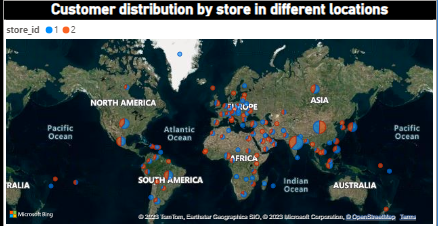 Customer distribution by store in different locations
store_id 1 2
NORTH AMERICA
EUROPE
ASIA
Pacific
Ocean
Atlantic
Ocean
Pacific
Ocean
AFRICA
SOUTH AMERICA
Indian
Ocean
RALIA
AUSTRALIA
Microsoft Bing
© 2023 TomTom, Earthstar Geographics SIO, © 2023 Microsoft Corporation, © OpenStreetMap Terms